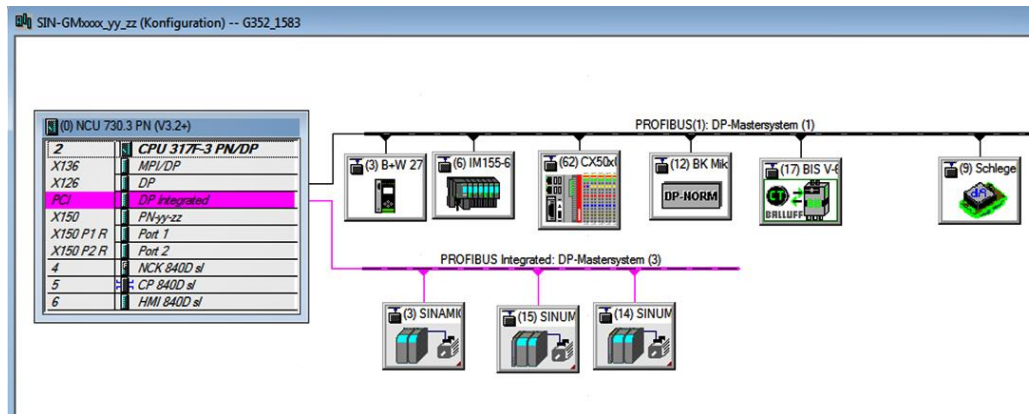 SIN-GMxxxx_yy_zz (Konfiguration) -- G352_1583
(0) NCU 730.3 PN (V3.2+)
2 CPU 317F-3 PN/DP
X136 MPI/DP
X126 DP
PCI DP Integrated
X150 PN-yy-zz
X150 P1 R Port 1
X150 P2 R Port 2
4 NCK 840D sl
5 CP 840D sl
6 HMI 840D sl
PROFIBUS(1): DP-Mastersystem (1)
(3) B+W 27
(6) IM155-6
(62) CX50x(
(12) BK Mik
DP-NORM
(17) BIS V-6
BALLUFF
(9) Schlege
PROFIBUS Integrated: DP-Mastersystem (3)
(3) SINAMI(
(15) SINUM
(14) SINUM